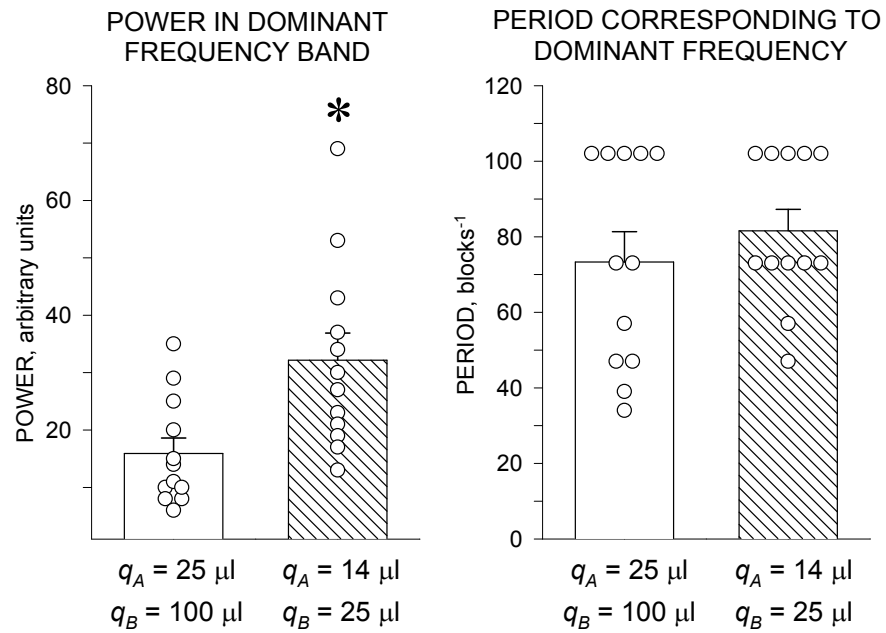 POWER IN DOMINANT
FREQUENCY BAND
80
60
40
20
POWER, arbitrary units
*
q_A = 25 μl
q_B = 100 μl
q_A = 14 μl
q_B = 25 μl
PERIOD CORRESPONDING TO
DOMINANT FREQUENCY
120
100
80
60
40
20
0
PERIOD, blocks⁻¹
q_A = 25 μl
q_B = 100 μl
q_A = 14 μl
q_B = 25 μl